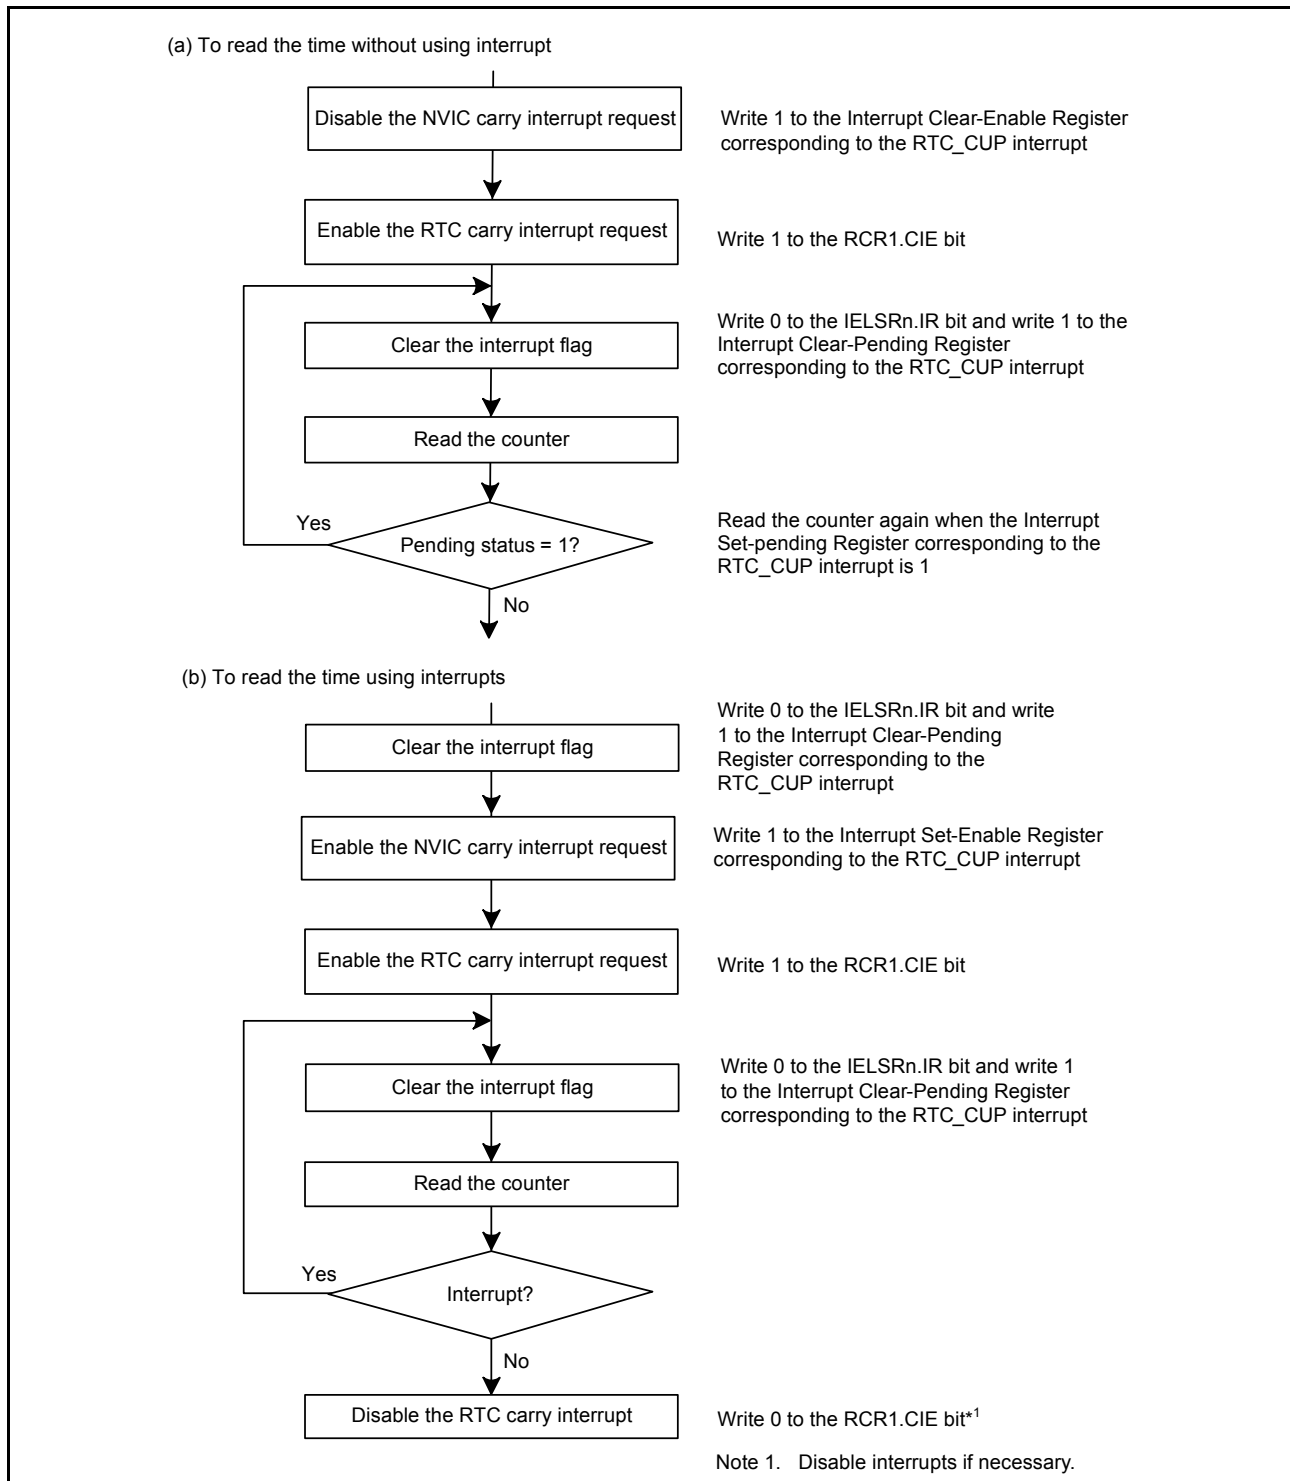 (a) To read the time without using interrupt
Disable the NVIC carry interrupt request
Write 1 to the Interrupt Clear-Enable Register
corresponding to the RTC_CUP interrupt
Enable the RTC carry interrupt request
Write 1 to the RCR1.CIE bit
Clear the interrupt flag
Write 0 to the IELSRn.IR bit and write 1 to the
Interrupt Clear-Pending Register
corresponding to the RTC_CUP interrupt
Read the counter
Yes
Pending status = 1?
Read the counter again when the Interrupt
Set-pending Register corresponding to the
RTC_CUP interrupt is 1
No
(b) To read the time using interrupts
Clear the interrupt flag
Write 0 to the IELSRn.IR bit and write
1 to the Interrupt Clear-Pending
Register corresponding to the
RTC_CUP interrupt
Enable the NVIC carry interrupt request
Write 1 to the Interrupt Set-Enable Register
corresponding to the RTC_CUP interrupt
Enable the RTC carry interrupt request
Write 1 to the RCR1.CIE bit
Clear the interrupt flag
Write 0 to the IELSRn.IR bit and write 1
to the Interrupt Clear-Pending Register
corresponding to the RTC_CUP interrupt
Read the counter
Yes
Interrupt?
No
Disable the RTC carry interrupt
Write 0 to the RCR1.CIE bit*1
Note 1. Disable interrupts if necessary.